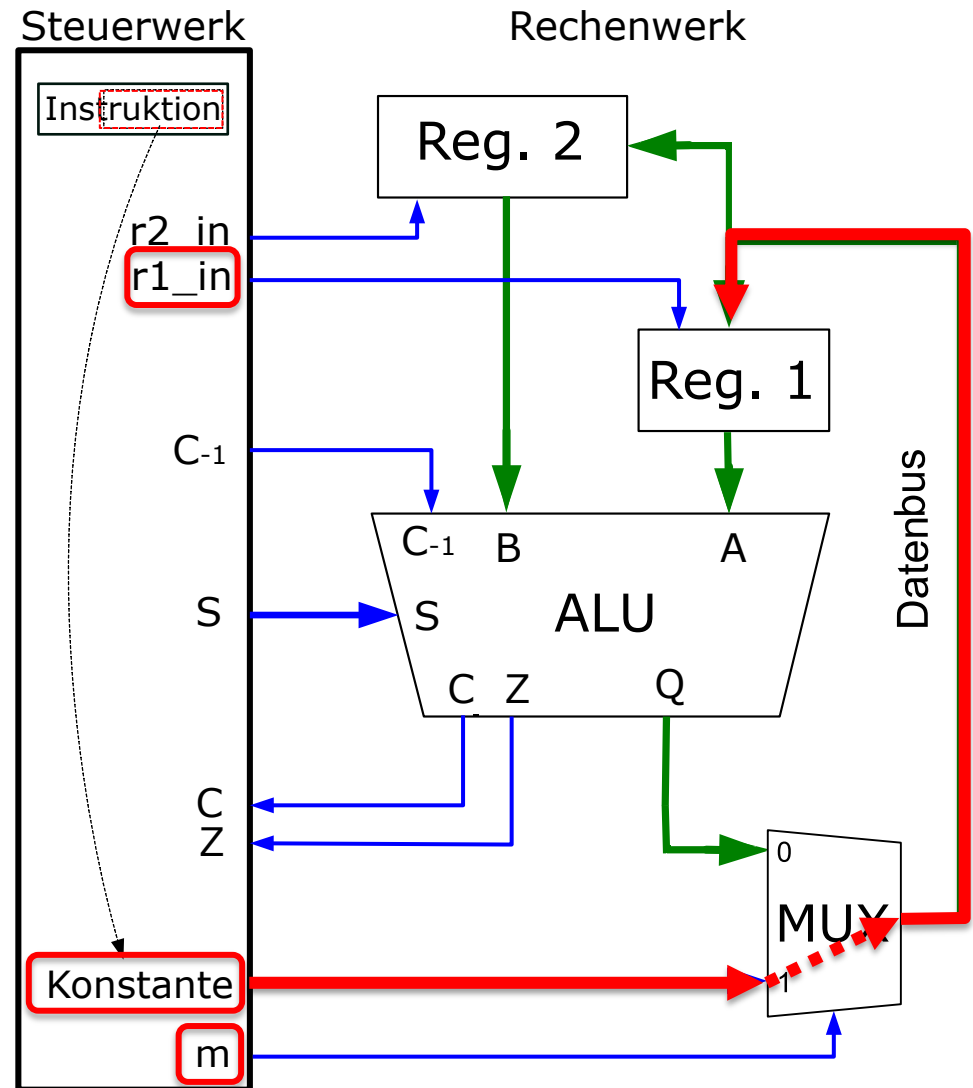 Steuerwerk
Rechenwerk
Instruktion
Reg. 2
r2_in
r1_in
Reg. 1
C-1
Datenbus
C-1
B
A
S
S
ALU
C
Z
Q
C
Z
0
MUX
1
Konstante
m